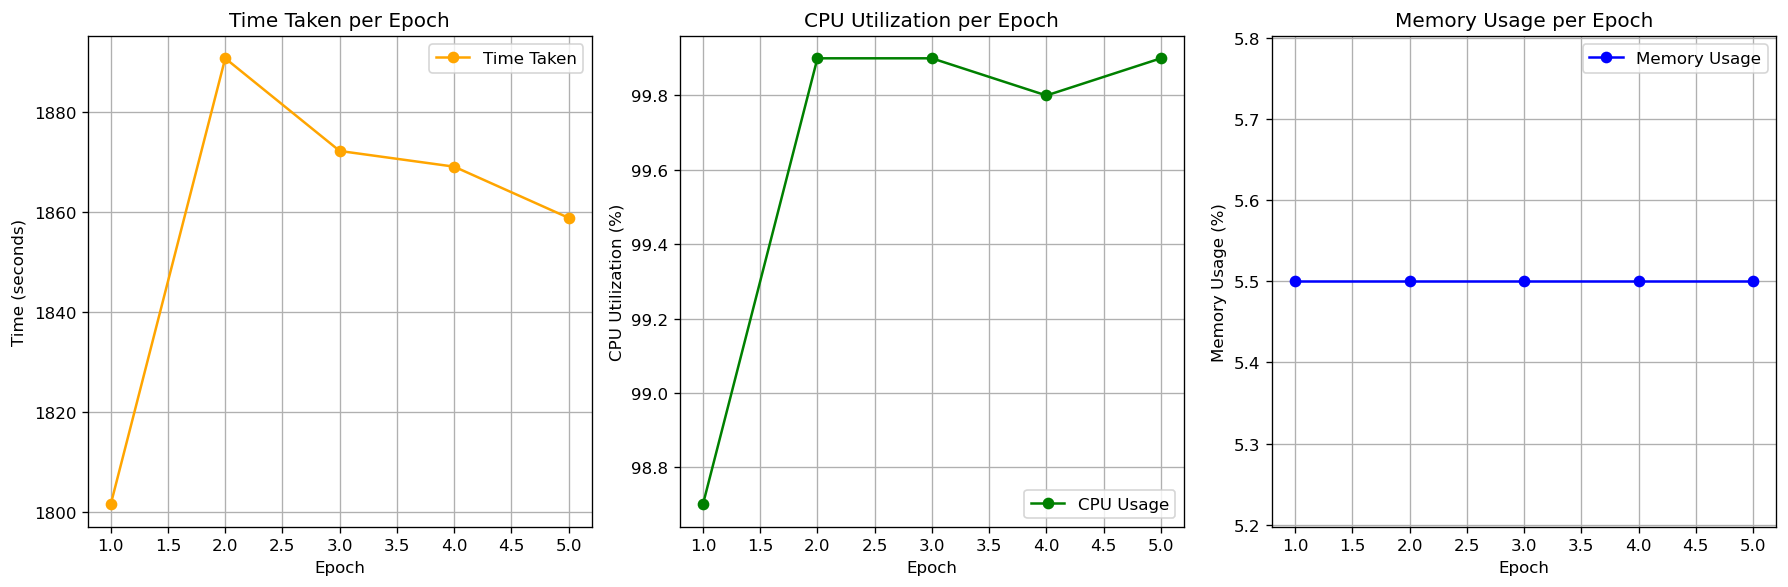 Time Taken per Epoch
Time Taken
1880
1860
1840
1820
1800
Time (seconds)
1.0 1.5 2.0 2.5 3.0 3.5 4.0 4.5 5.0
Epoch
CPU Utilization per Epoch
99.8
99.6
99.4
99.2
99.0
98.8
CPU Utilization (%)
CPU Usage
1.0 1.5 2.0 2.5 3.0 3.5 4.0 4.5 5.0
Epoch
Memory Usage per Epoch
Memory Usage
5.8
5.7
5.6
5.5
5.4
5.3
5.2
Memory Usage (%)
1.0 1.5 2.0 2.5 3.0 3.5 4.0 4.5 5.0
Epoch